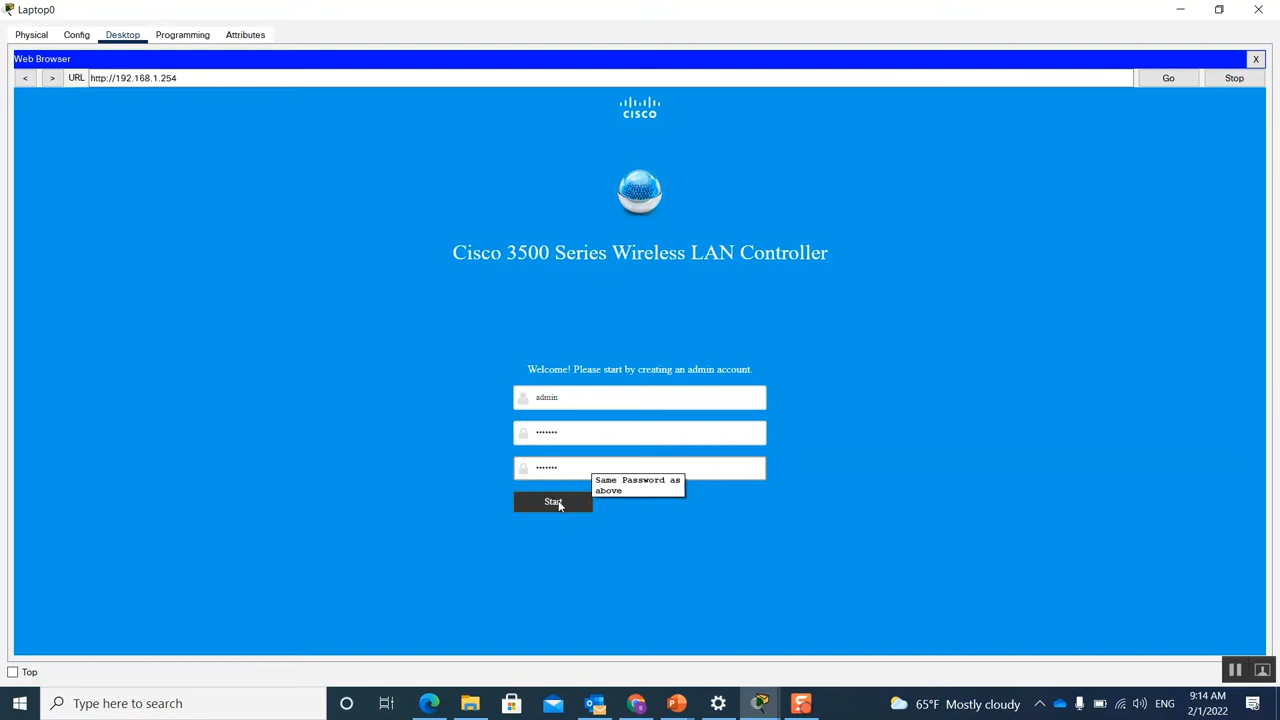 Laptop0
Physical Config Desktop Programming Attributes
Web Browser X
< > URL http://192.168.1.254 Go Stop
CISCO
Cisco 3500 Series Wireless LAN Controller
Welcome! Please start by creating an admin account.
admin
•••••••
•••••••
Same Password as
above
Start
Top
Type here to search
65°F Mostly cloudy
ENG
9:14 AM
2/1/2022